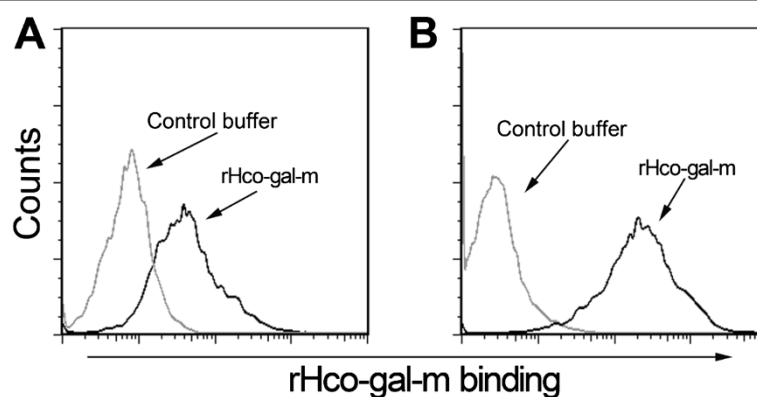 A
B
Control buffer
rHco-gal-m
Control buffer
rHco-gal-m
Counts
rHco-gal-m binding